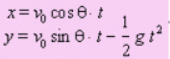 x = v₀ cos θ · t
y = v₀ sin θ · t − 1/2 g t²